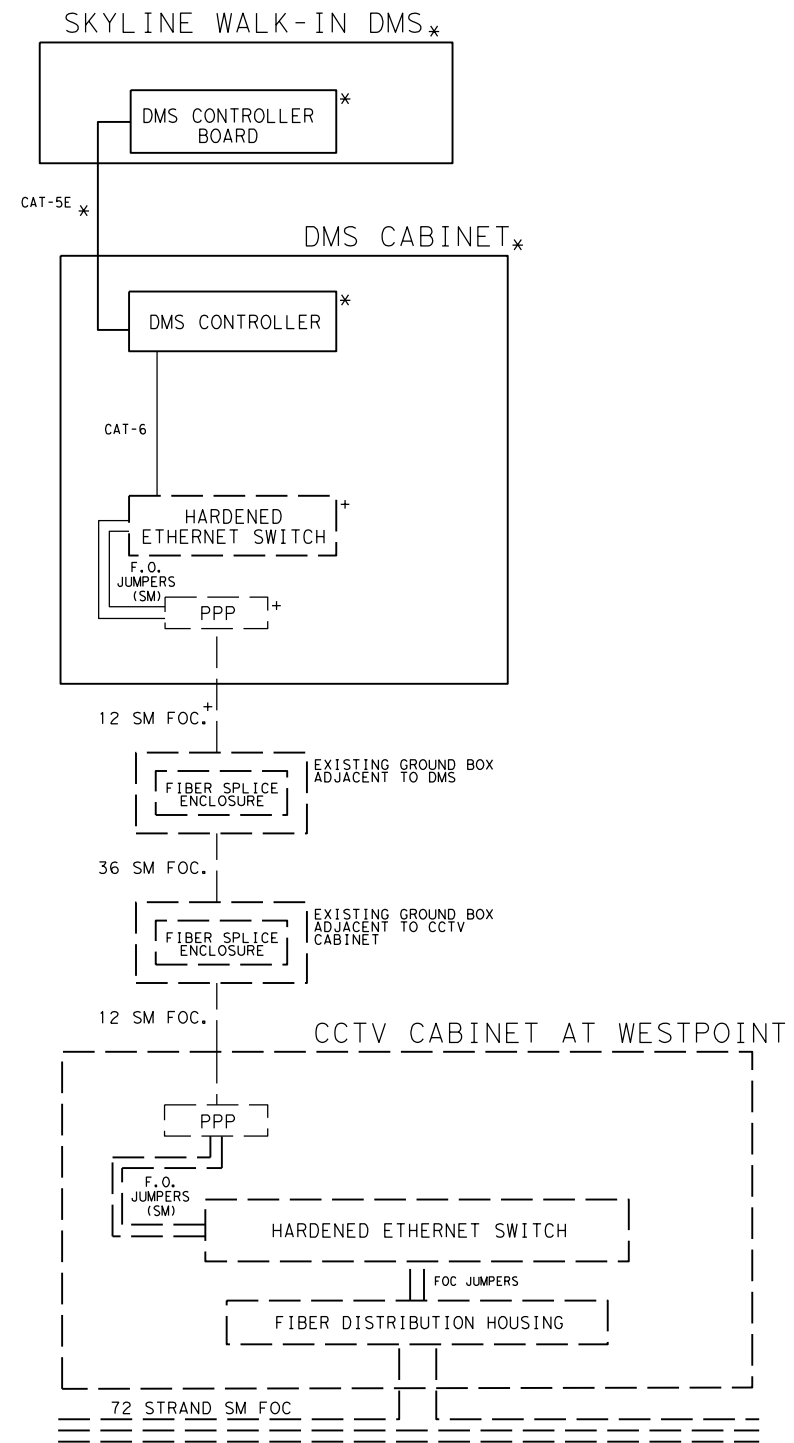 SKYLINE WALK-IN DMS*
DMS CONTROLLER*
BOARD
CAT-5E *
DMS CABINET*
DMS CONTROLLER*
CAT-6
HARDENED+
ETHERNET SWITCH
F.O.
JUMPERS
(SM)
PPP+
12 SM FOC.+
EXISTING GROUND BOX
ADJACENT TO DMS
FIBER SPLICE
ENCLOSURE
36 SM FOC.
EXISTING GROUND BOX
ADJACENT TO CCTV
CABINET
FIBER SPLICE
ENCLOSURE
12 SM FOC.
CCTV CABINET AT WESTPOINT
PPP
F.O.
JUMPERS
(SM)
HARDENED ETHERNET SWITCH
FOC JUMPERS
FIBER DISTRIBUTION HOUSING
72 STRAND SM FOC